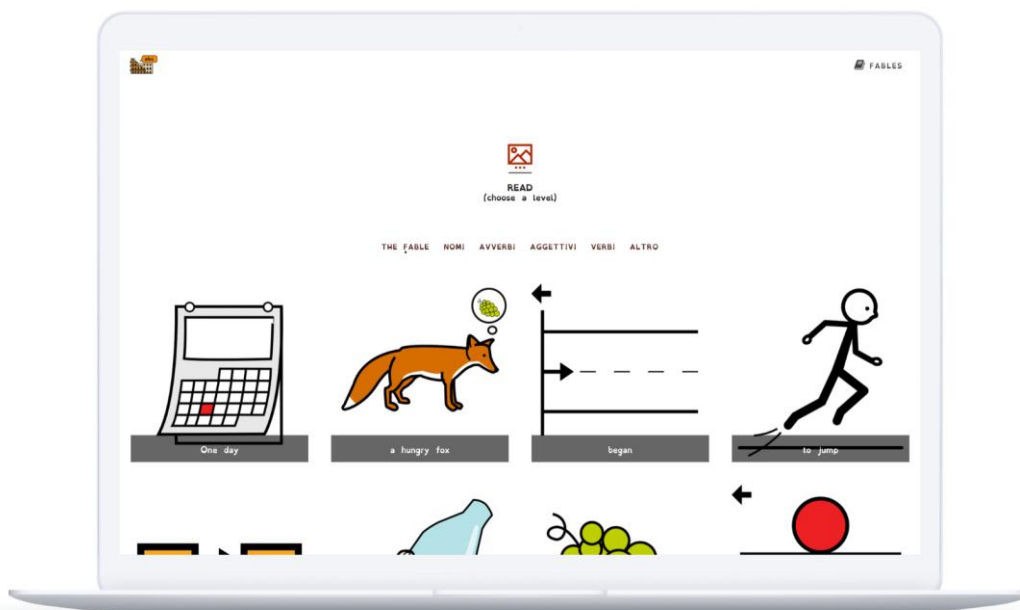 FABLES
READ
(choose a level)
THE FABLE NOMI AVVERBI AGGETTIVI VERBI ALTRO
One day
a hungry fox
began
to jump